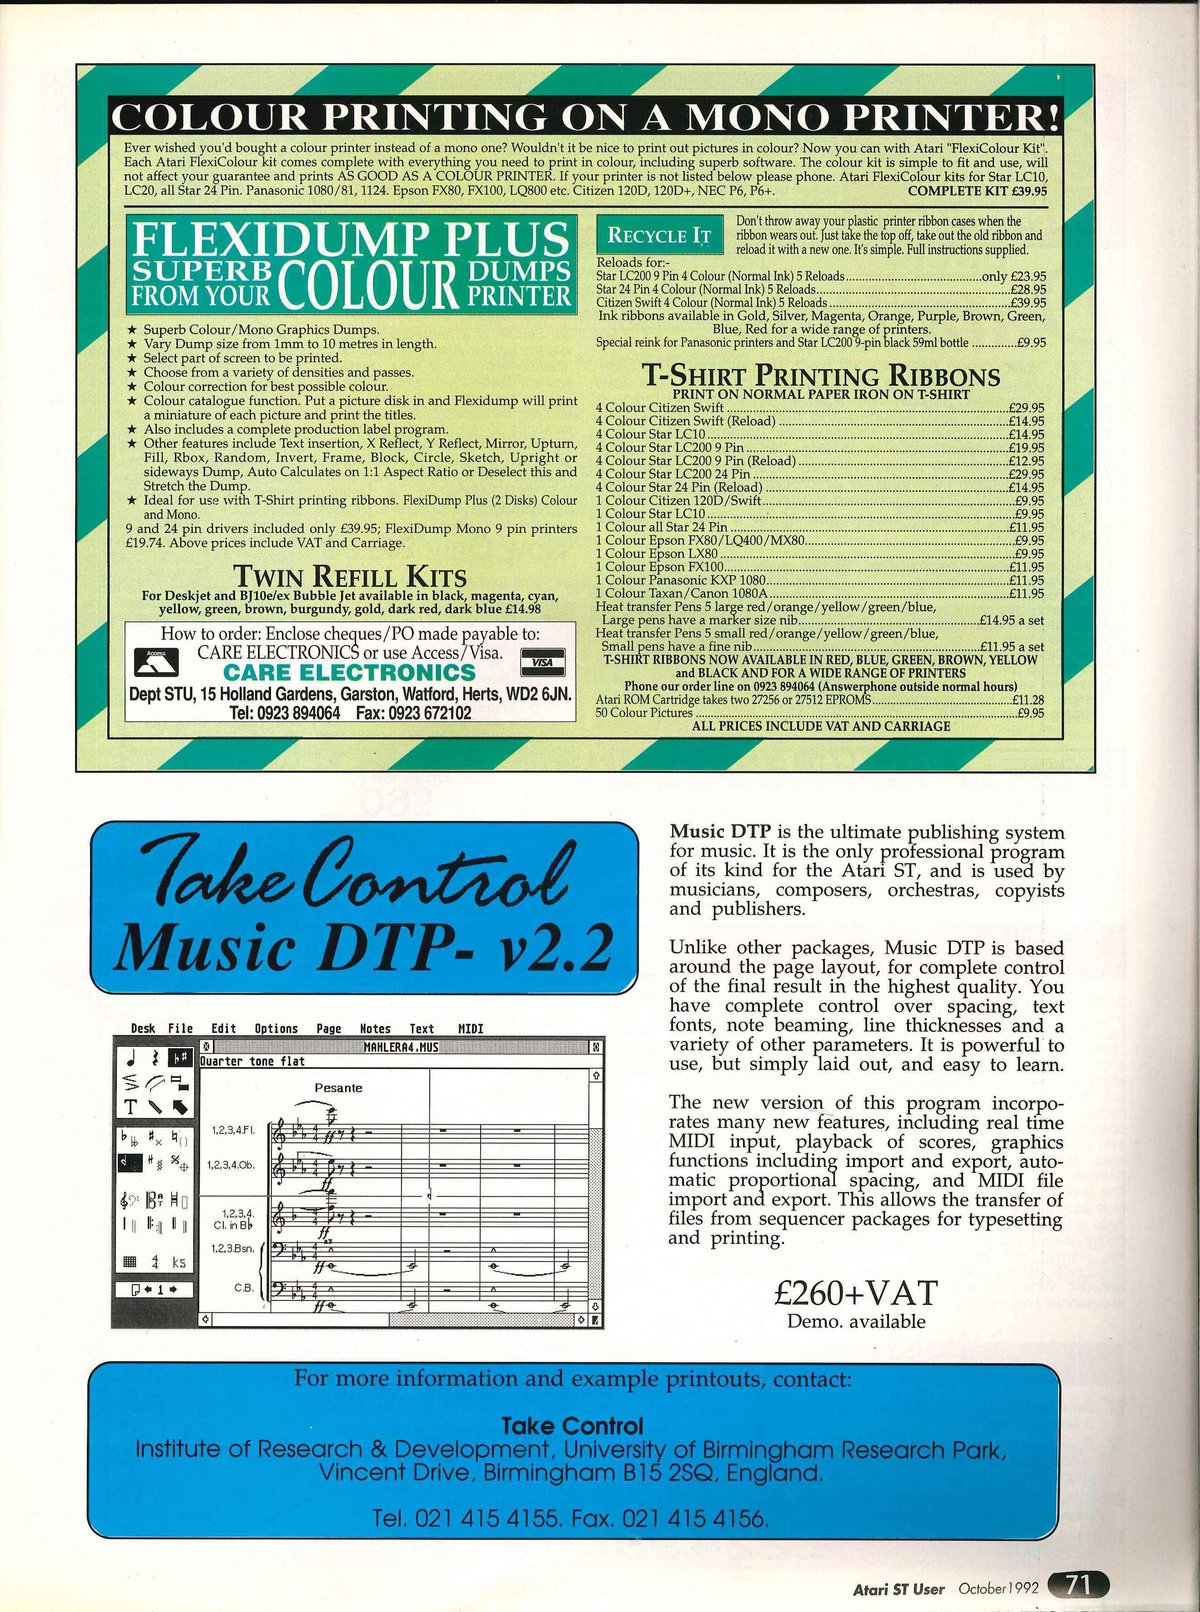 COLOUR PRINTING ON A MONO PRINTER!
Ever wished you'd bought a colour printer instead of a mono one? Wouldn't it be nice to print out pictures in colour? Now you can with Atari "FlexiColour Kit".
Each Atari FlexiColour kit comes complete with everything you need to print in colour, including superb software. The colour kit is simple to fit and use, will
not affect your guarantee and prints AS GOOD AS A COLOUR PRINTER. If your printer is not listed below please phone. Atari FlexiColour kits for Star LC10,
LC20, all Star 24 Pin. Panasonic 1080/81, 1124. Epson FX80, FX100, LQ800 etc. Citizen 120D, 120D+, NEC P6, P6+. COMPLETE KIT £39.95
FLEXIDUMP PLUS
SUPERB COLOUR DUMPS
FROM YOUR PRINTER
★ Superb Colour/Mono Graphics Dumps.
★ Vary Dump size from 1mm to 10 metres in length.
★ Select part of screen to be printed.
★ Choose from a variety of densities and passes.
★ Colour correction for best possible colour.
★ Colour catalogue function. Put a picture disk in and Flexidump will print
a miniature of each picture and print the titles.
★ Also includes a complete production label program.
★ Other features include Text insertion, X Reflect, Y Reflect, Mirror, Upturn,
Fill, Rbox, Random, Invert, Frame, Block, Circle, Sketch, Upright or
sideways Dump, Auto Calculates on 1:1 Aspect Ratio or Deselect this and
Stretch the Dump.
★ Ideal for use with T-Shirt printing ribbons. FlexiDump Plus (2 Disks) Colour
and Mono.
9 and 24 pin drivers included only £39.95; FlexiDump Mono 9 pin printers
£19.74. Above prices include VAT and Carriage.
TWIN REFILL KITS
For Deskjet and BJ10e/ex Bubble Jet available in black, magenta, cyan,
yellow, green, brown, burgundy, gold, dark red, dark blue £14.98
How to order: Enclose cheques/PO made payable to:
CARE ELECTRONICS or use Access/Visa.
Access
VISA
CARE ELECTRONICS
Dept STU, 15 Holland Gardens, Garston, Watford, Herts, WD2 6JN.
Tel: 0923 894064 Fax: 0923 672102
RECYCLE IT
Don't throw away your plastic printer ribbon cases when the
ribbon wears out. Just take the top off, take out the old ribbon and
reload it with a new one. It's simple. Full instructions supplied.
Reloads for:-
Star LC200 9 Pin 4 Colour (Normal Ink) 5 Reloads........only £23.95
Star 24 Pin 4 Colour (Normal Ink) 5 Reloads........£28.95
Citizen Swift 4 Colour (Normal Ink) 5 Reloads........£39.95
Ink ribbons available in Gold, Silver, Magenta, Orange, Purple, Brown, Green,
Blue, Red for a wide range of printers.
Special reink for Panasonic printers and Star LC200 9-pin black 59ml bottle ........£9.95
T-SHIRT PRINTING RIBBONS
PRINT ON NORMAL PAPER IRON ON T-SHIRT
4 Colour Citizen Swift ........£29.95
4 Colour Citizen Swift (Reload) ........£14.95
4 Colour Star LC10........£14.95
4 Colour Star LC200 9 Pin ........£19.95
4 Colour Star LC200 9 Pin (Reload)........£12.95
4 Colour Star LC200 24 Pin ........£29.95
4 Colour Star 24 Pin (Reload) ........£14.95
1 Colour Citizen 120D/Swift........£9.95
1 Colour Star LC10........£9.95
1 Colour all Star 24 Pin ........£11.95
1 Colour Epson FX80/LQ400/MX80........£9.95
1 Colour Epson LX80 ........£9.95
1 Colour Epson FX100........£11.95
1 Colour Panasonic KXP 1080........£11.95
1 Colour Taxan/Canon 1080A........£11.95
Heat transfer Pens 5 large red/orange/yellow/green/blue,
Large pens have a marker size nib........£14.95 a set
Heat transfer Pens 5 small red/orange/yellow/green/blue,
Small pens have a fine nib........£11.95 a set
T-SHIRT RIBBONS NOW AVAILABLE IN RED, BLUE, GREEN, BROWN, YELLOW
and BLACK AND FOR A WIDE RANGE OF PRINTERS
Phone our order line on 0923 894064 (Answerphone outside normal hours)
Atari ROM Cartridge takes two 27256 or 27512 EPROMS........£11.28
50 Colour Pictures ........£9.95
ALL PRICES INCLUDE VAT AND CARRIAGE
Take Control
Music DTP- v2.2
Desk File Edit Options Page Notes Text MIDI
MAHLERA4.MUS
Quarter tone flat
Pesante
1,2,3,4.Fl.
1,2,3,4.Ob.
1,2,3,4.
Cl. in B♭
1,2,3.Bsn.
C.B.
T
KS
1
Music DTP is the ultimate publishing system
for music. It is the only professional program
of its kind for the Atari ST, and is used by
musicians, composers, orchestras, copyists
and publishers.
Unlike other packages, Music DTP is based
around the page layout, for complete control
of the final result in the highest quality. You
have complete control over spacing, text
fonts, note beaming, line thicknesses and a
variety of other parameters. It is powerful to
use, but simply laid out, and easy to learn.
The new version of this program incorpo-
rates many new features, including real time
MIDI input, playback of scores, graphics
functions including import and export, auto-
matic proportional spacing, and MIDI file
import and export. This allows the transfer of
files from sequencer packages for typesetting
and printing.
£260+VAT
Demo. available
For more information and example printouts, contact:
Take Control
Institute of Research & Development, University of Birmingham Research Park,
Vincent Drive, Birmingham B15 2SQ, England.
Tel. 021 415 4155. Fax. 021 415 4156.
Atari ST User October 1992 71